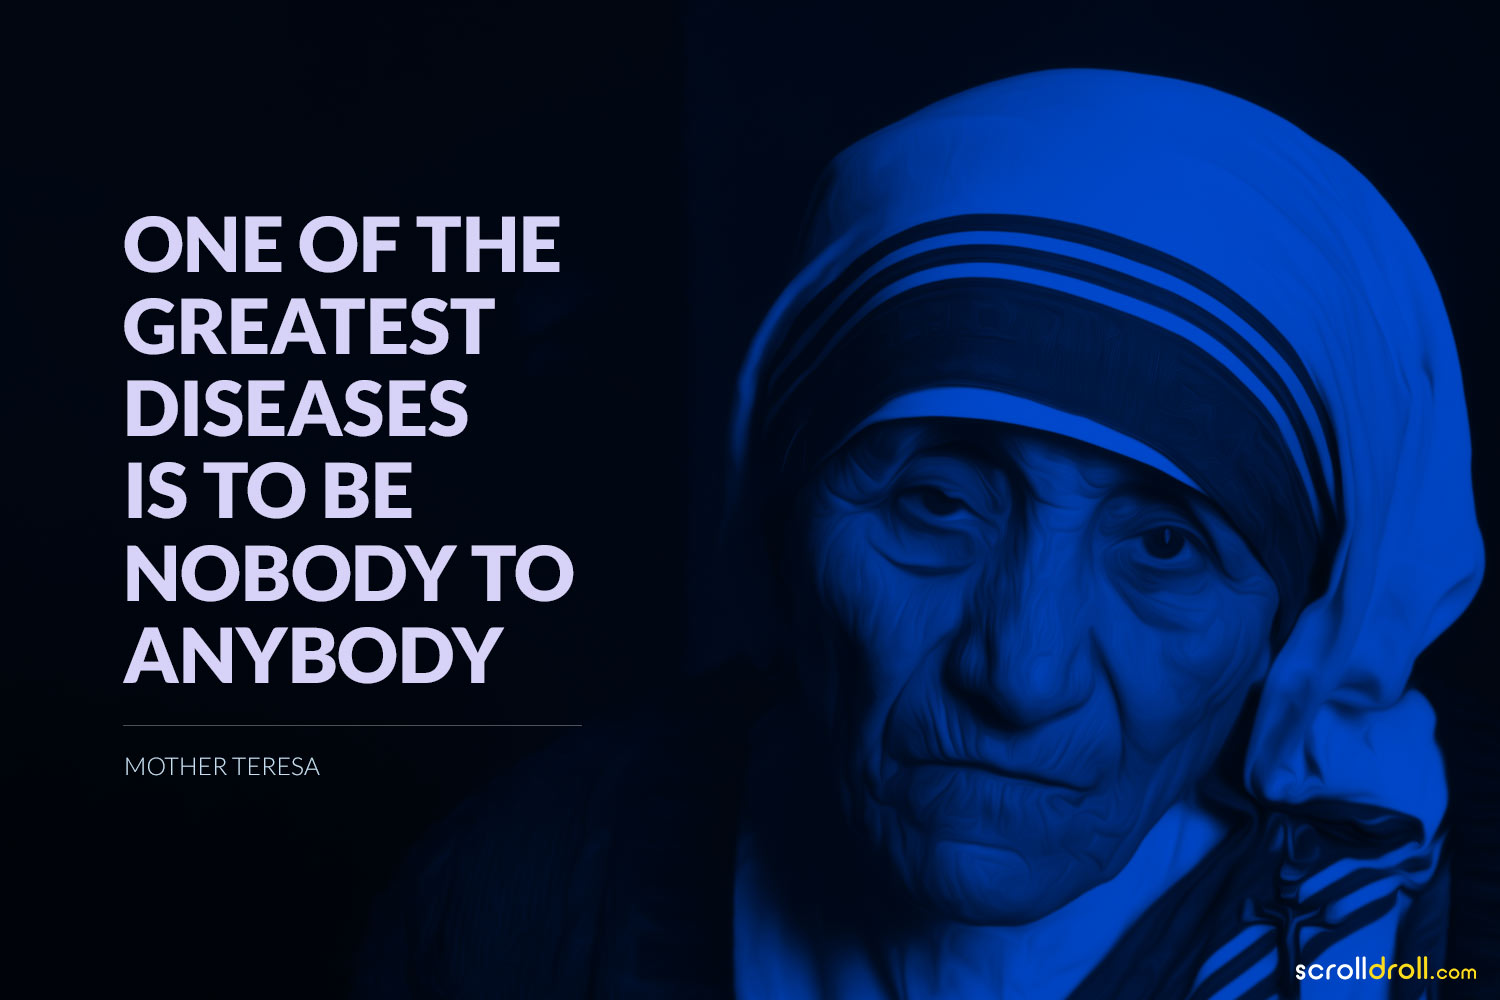 ONE OF THE
GREATEST
DISEASES
IS TO BE
NOBODY TO
ANYBODY
MOTHER TERESA
scrolldroll.com